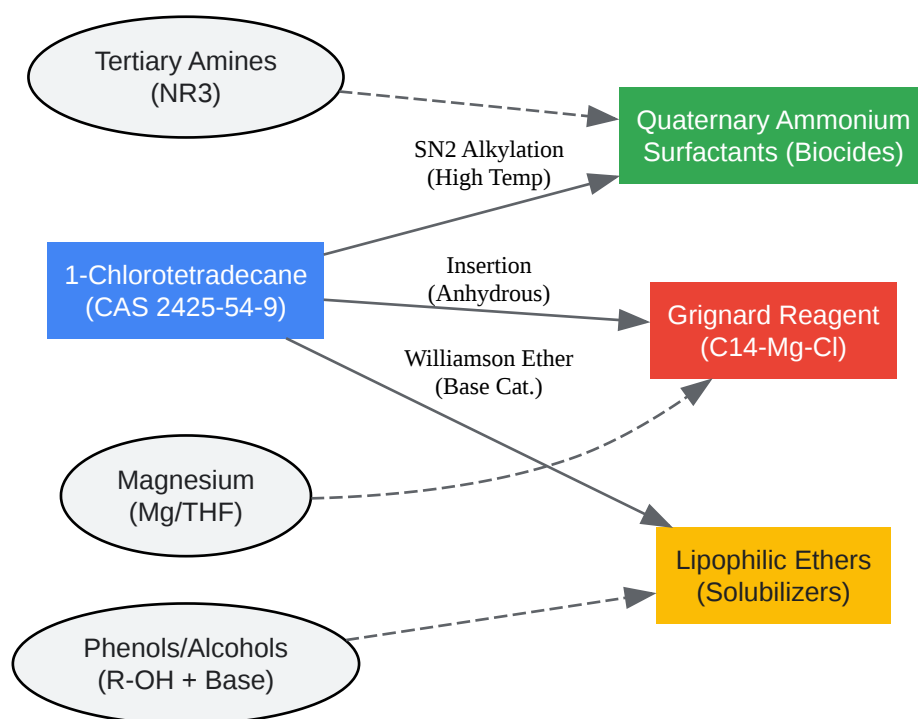 Tertiary Amines
(NR3)
Quaternary Ammonium
Surfactants (Biocides)
SN2 Alkylation
(High Temp)
1-Chlorotetradecane
(CAS 2425-54-9)
Insertion
(Anhydrous)
Grignard Reagent
(C14-Mg-Cl)
Williamson Ether
(Base Cat.)
Magnesium
(Mg/THF)
Lipophilic Ethers
(Solubilizers)
Phenols/Alcohols
(R-OH + Base)